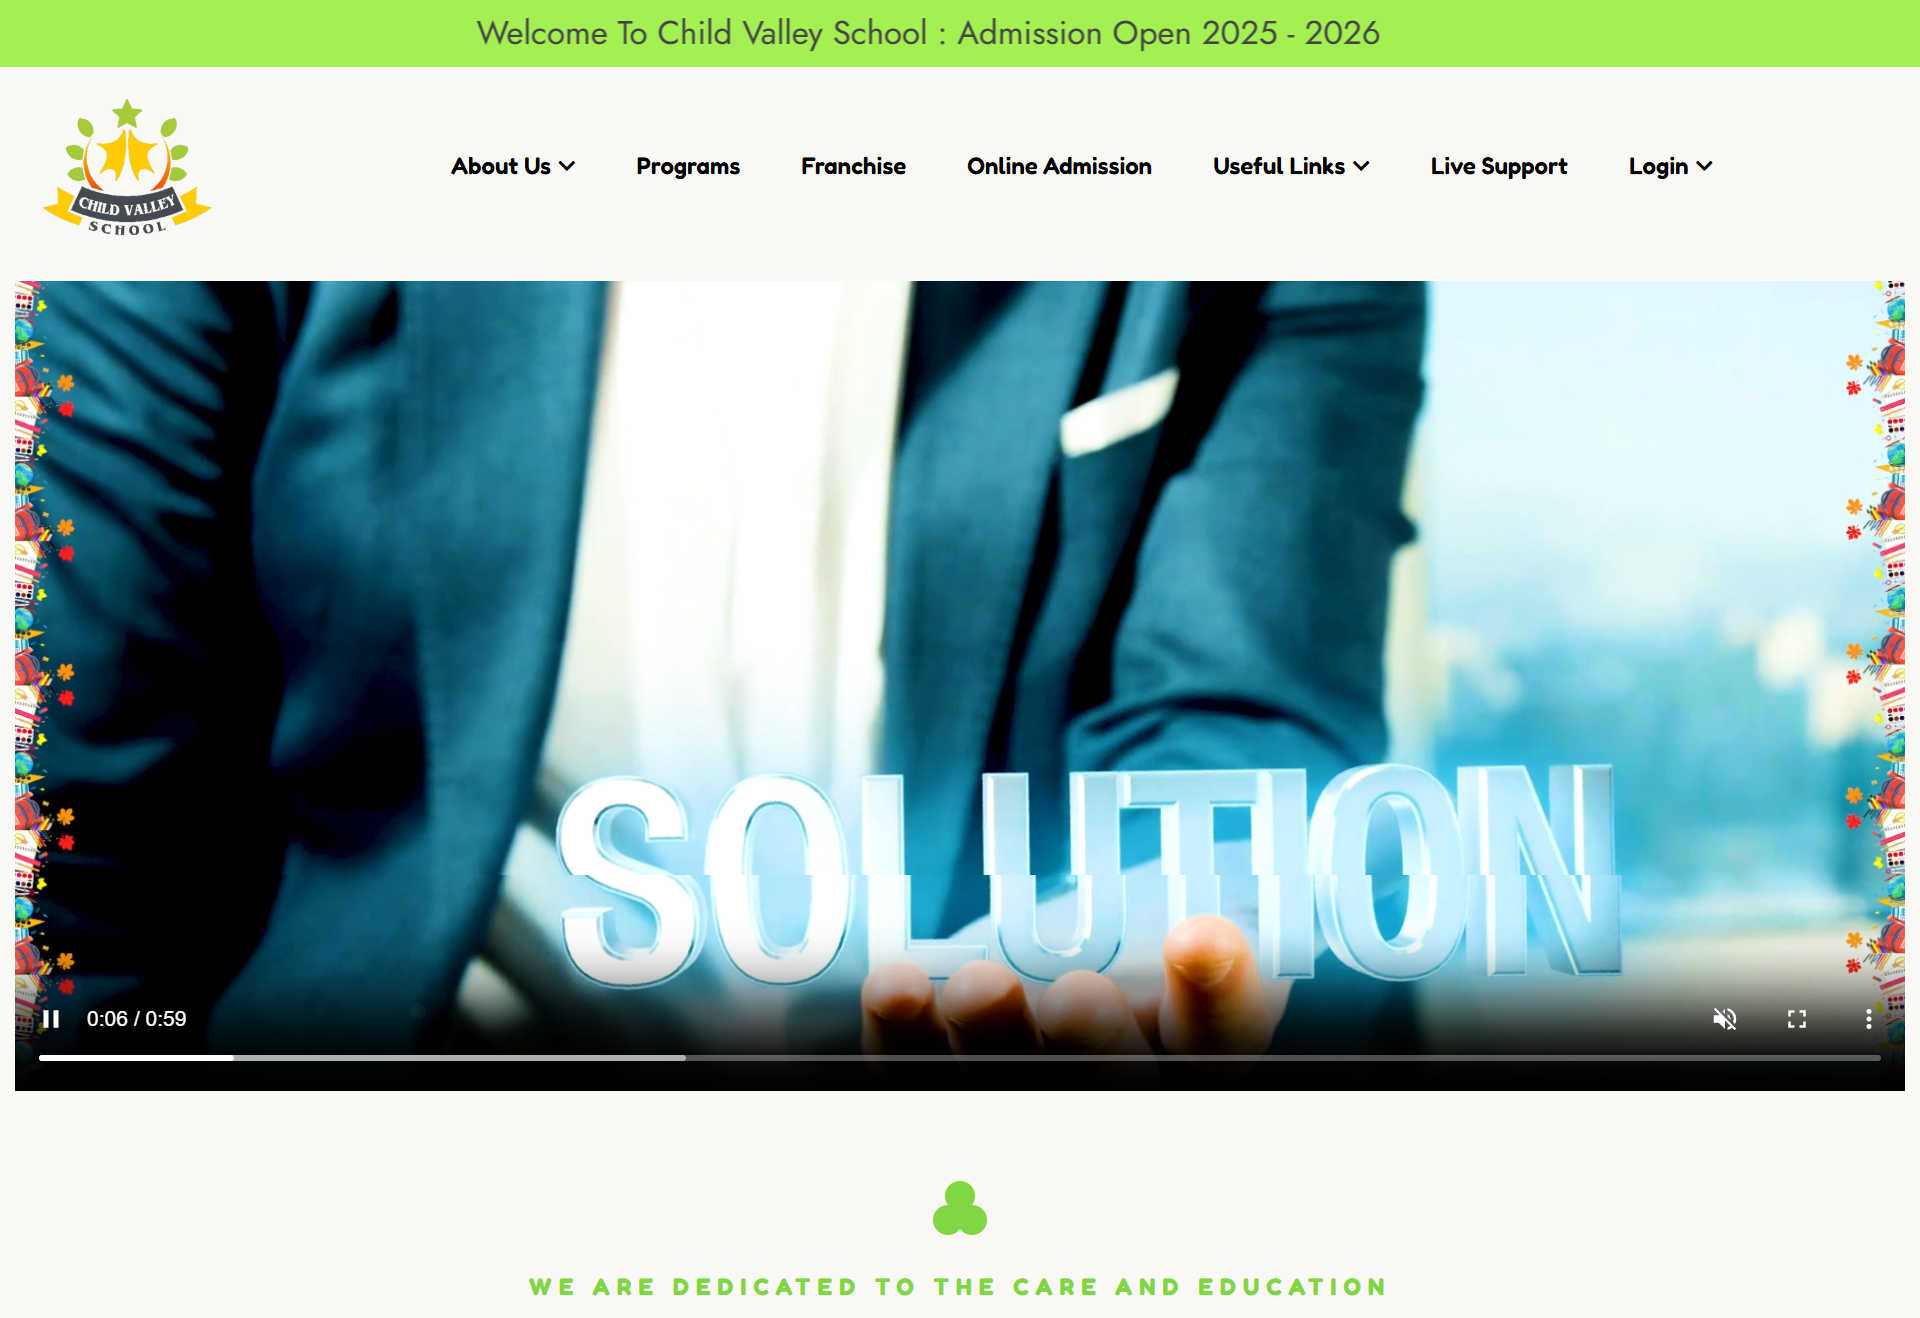 Welcome To Child Valley School : Admission Open 2025 - 2026
CHILD VALLEY
SCHOOL
About Us
Programs
Franchise
Online Admission
Useful Links
Live Support
Login
SOLUTION
0:06 / 0:59
WE ARE DEDICATED TO THE CARE AND EDUCATION